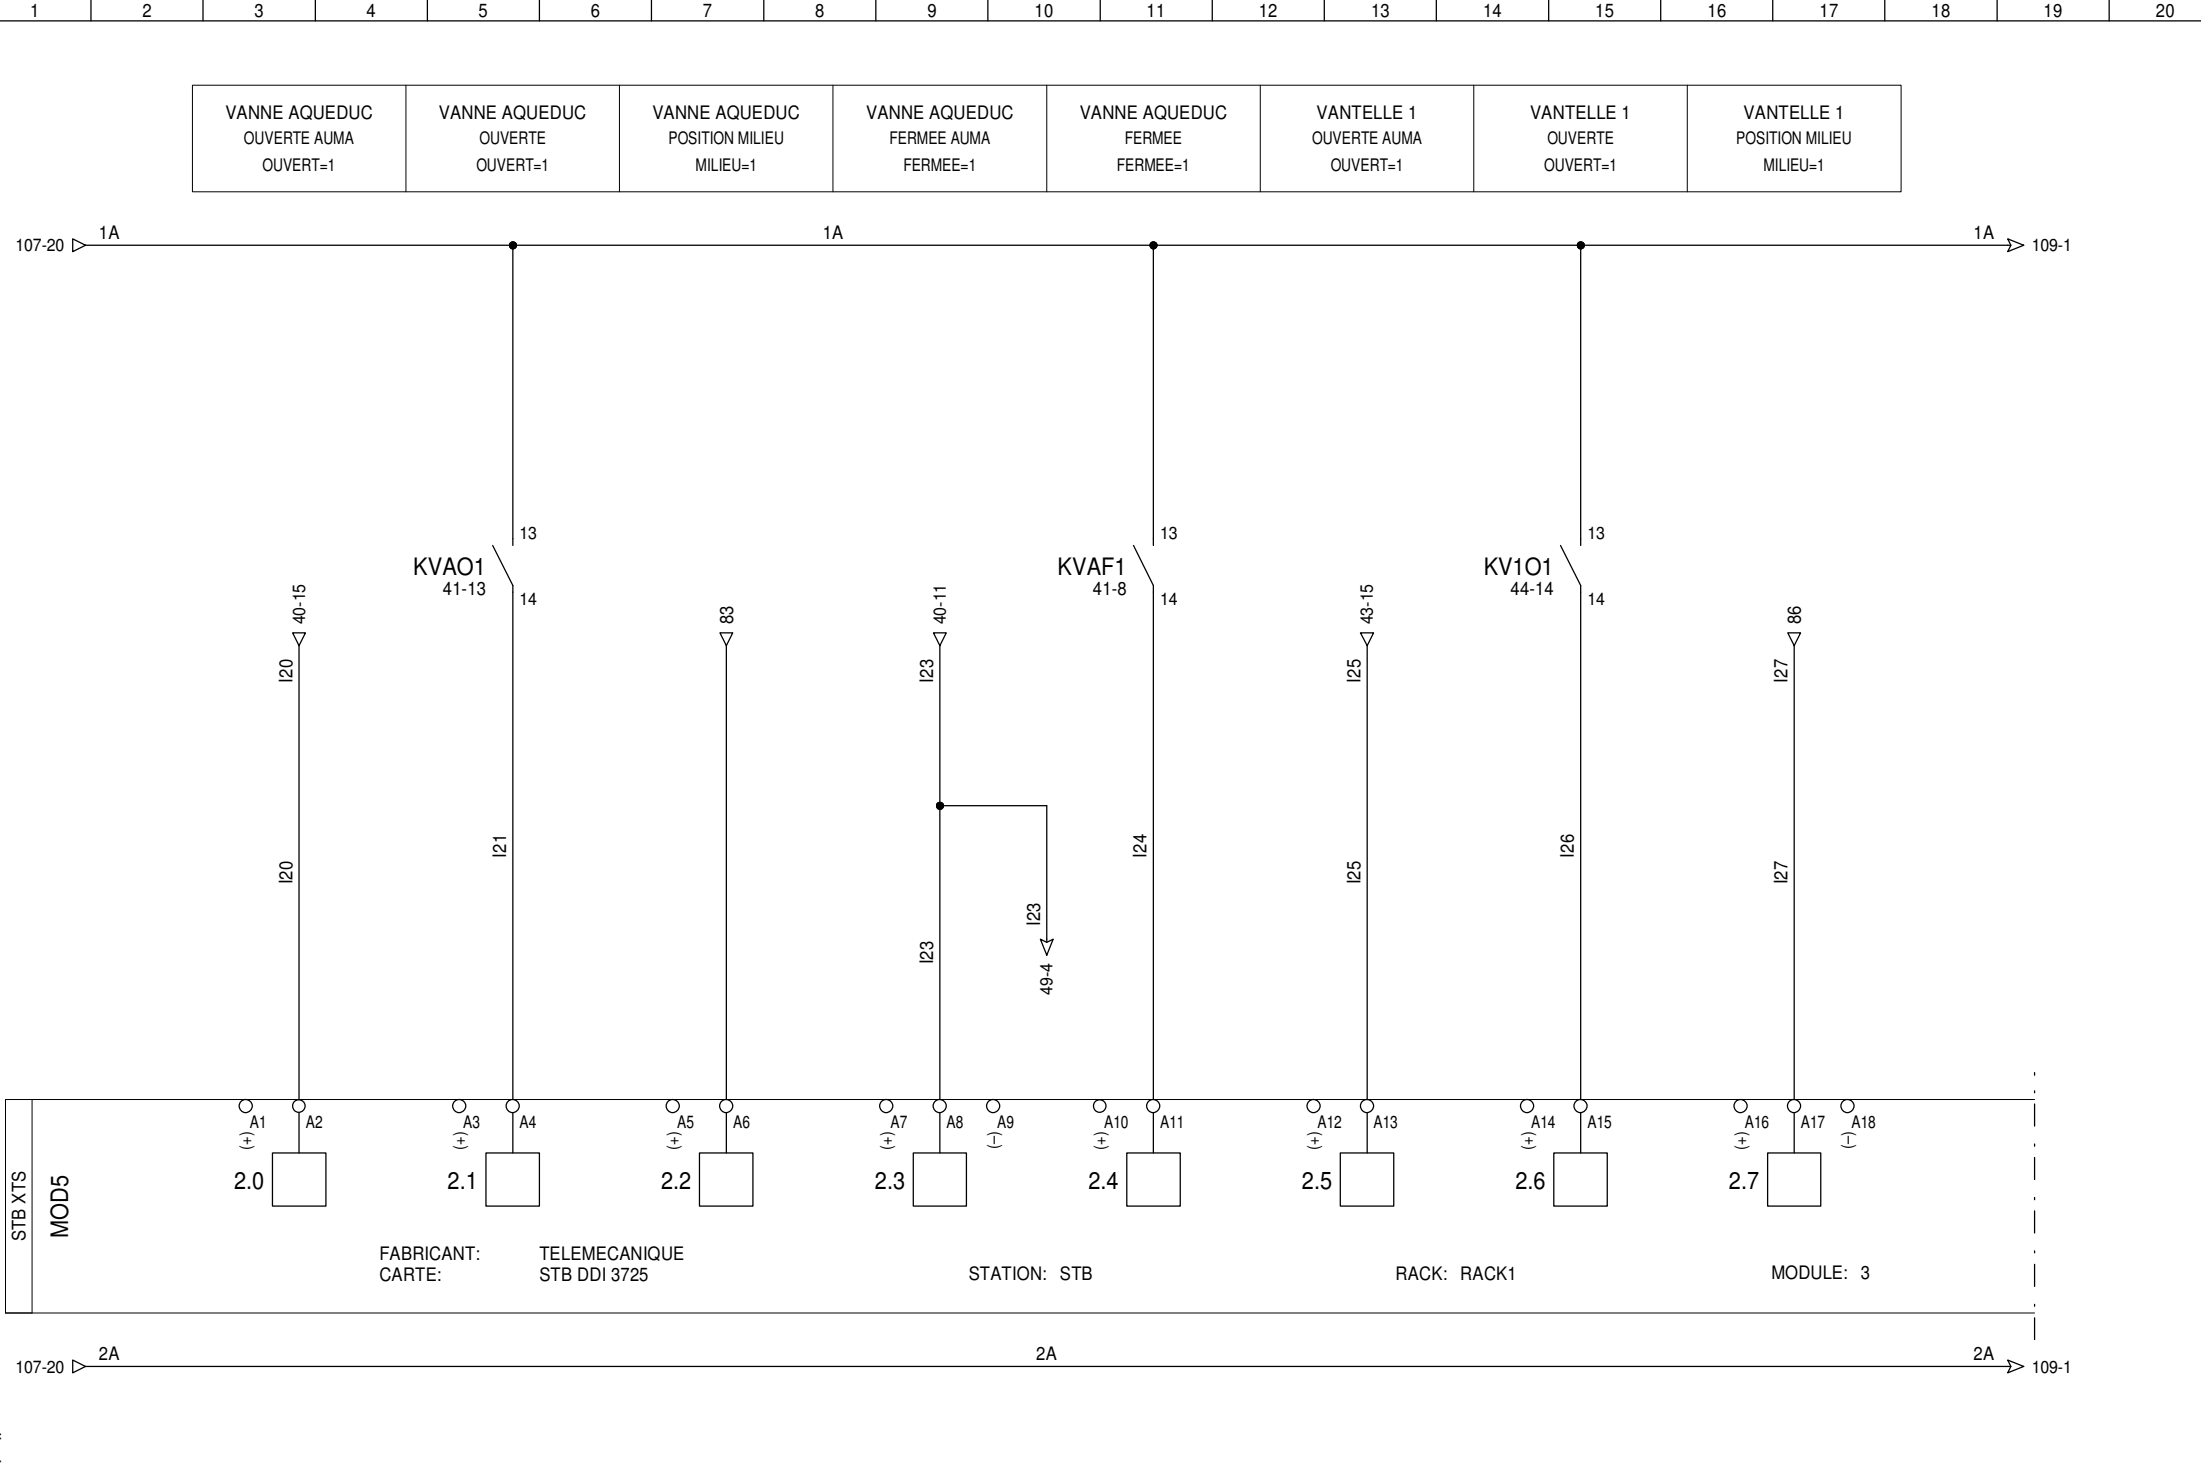 1 2 3 4 5 6 7 8 9 10 11 12 13 14 15 16 17 18 19 20
VANNE AQUEDUC VANNE AQUEDUC VANNE AQUEDUC VANNE AQUEDUC VANNE AQUEDUC VANTELLE 1 VANTELLE 1 VANTELLE 1
OUVERTE AUMA OUVERTE POSITION MILIEU FERMEE AUMA FERMEE OUVERTE AUMA OUVERTE POSITION MILIEU
OUVERT=1 OUVERT=1 MILIEU=1 FERMEE=1 FERMEE=1 OUVERT=1 OUVERT=1 MILIEU=1
1A 1A 1A
107-20 109-1
13 13 13
KVAO1 KVAF1 KV1O1
41-13 41-8 44-14
14 14 14
40-15 83 40-11 43-15 86
I20 I23 I25 I27
I21 I24 I26
I20 I25 I27
I23
I23
49-4
A1 A2 A3 A4 A5 A6 A7 A8 A9 A10 A11 A12 A13 A14 A15 A16 A17 A18
(+) (+) (+) (+) (-) (+) (+) (+) (+) (-)
2.0 2.1 2.2 2.3 2.4 2.5 2.6 2.7
STB XTS
MOD5
FABRICANT: TELEMECANIQUE
CARTE: STB DDI 3725
STATION: STB
RACK: RACK1
MODULE: 3
2A 2A 2A
107-20 109-1